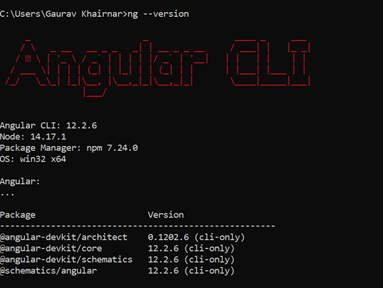 C:\Users\Gaurav Khairnar>ng --version
Angular CLI
Angular CLI: 12.2.6
Node: 14.17.1
Package Manager: npm 7.24.0
OS: win32 x64
Angular:
...
Package Version
------------------------------------------------------
@angular-devkit/architect 0.1202.6 (cli-only)
@angular-devkit/core 12.2.6 (cli-only)
@angular-devkit/schematics 12.2.6 (cli-only)
@schematics/angular 12.2.6 (cli-only)